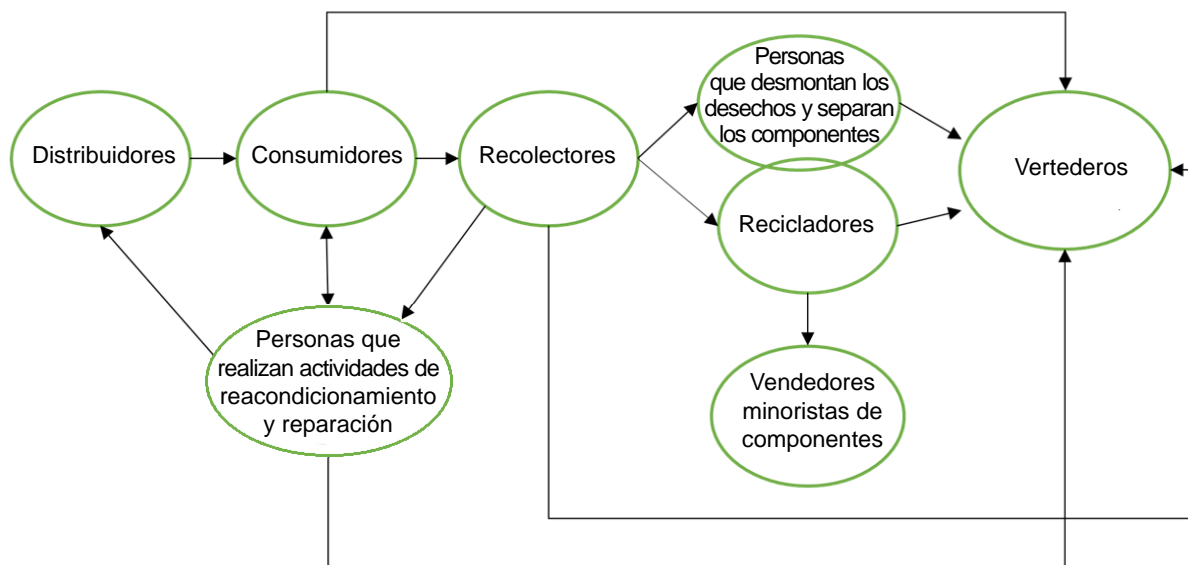 Distribuidores
Consumidores
Recolectores
Personas
que desmontan los
desechos y separan
los componentes
Recicladores
Vertederos
Personas que
realizan actividades de
reacondicionamiento
y reparación
Vendedores
minoristas de
componentes